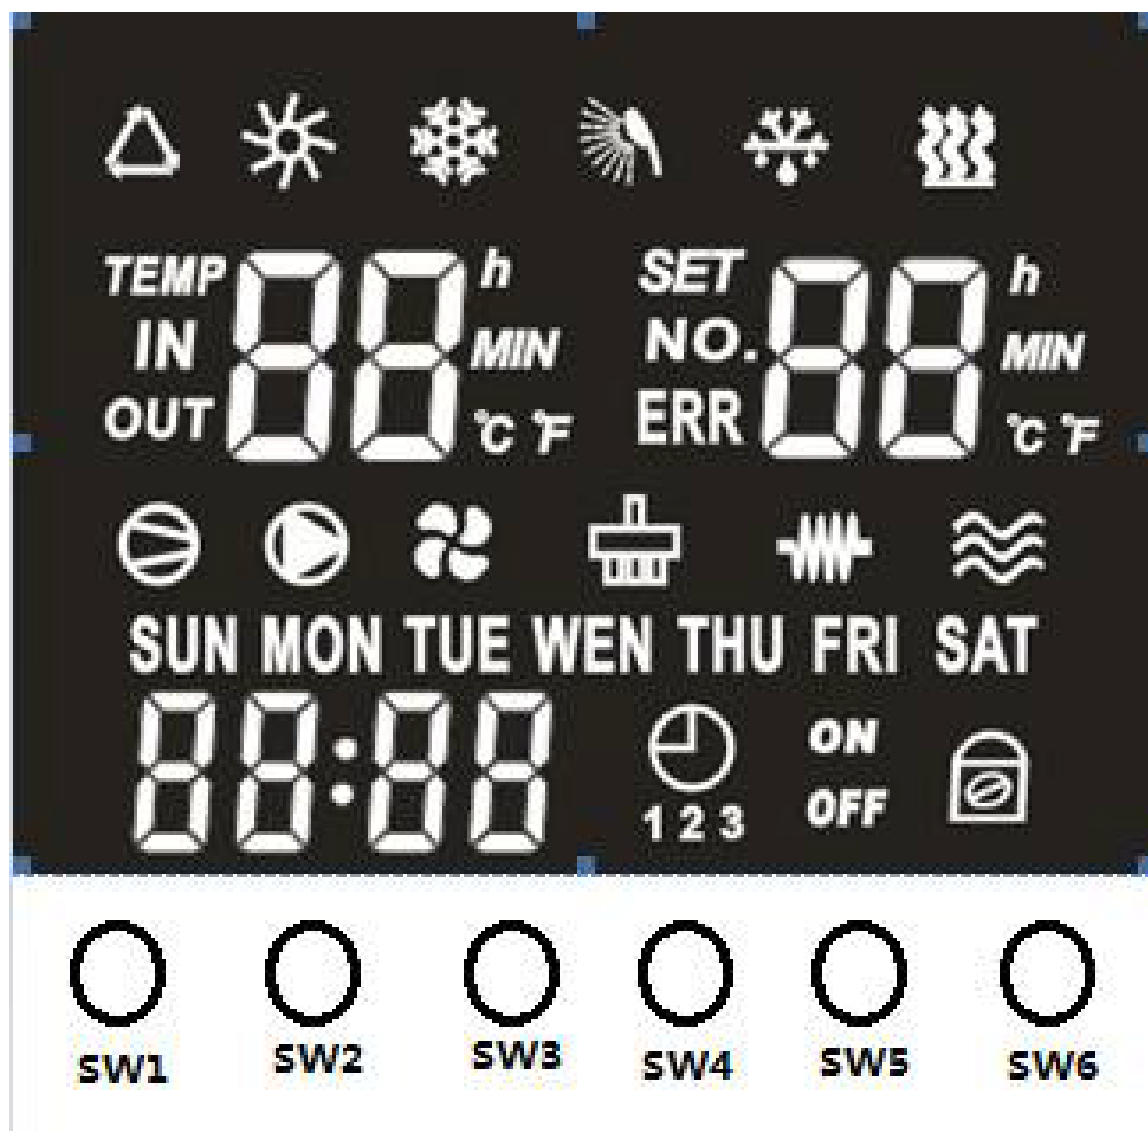 TEMP 88 h SET 88 h
IN MIN NO. MIN
OUT °C °F ERR °C °F
SUN MON TUE WEN THU FRI SAT
88:88 ON
1 2 3 OFF
SW1 SW2 SW3 SW4 SW5 SW6